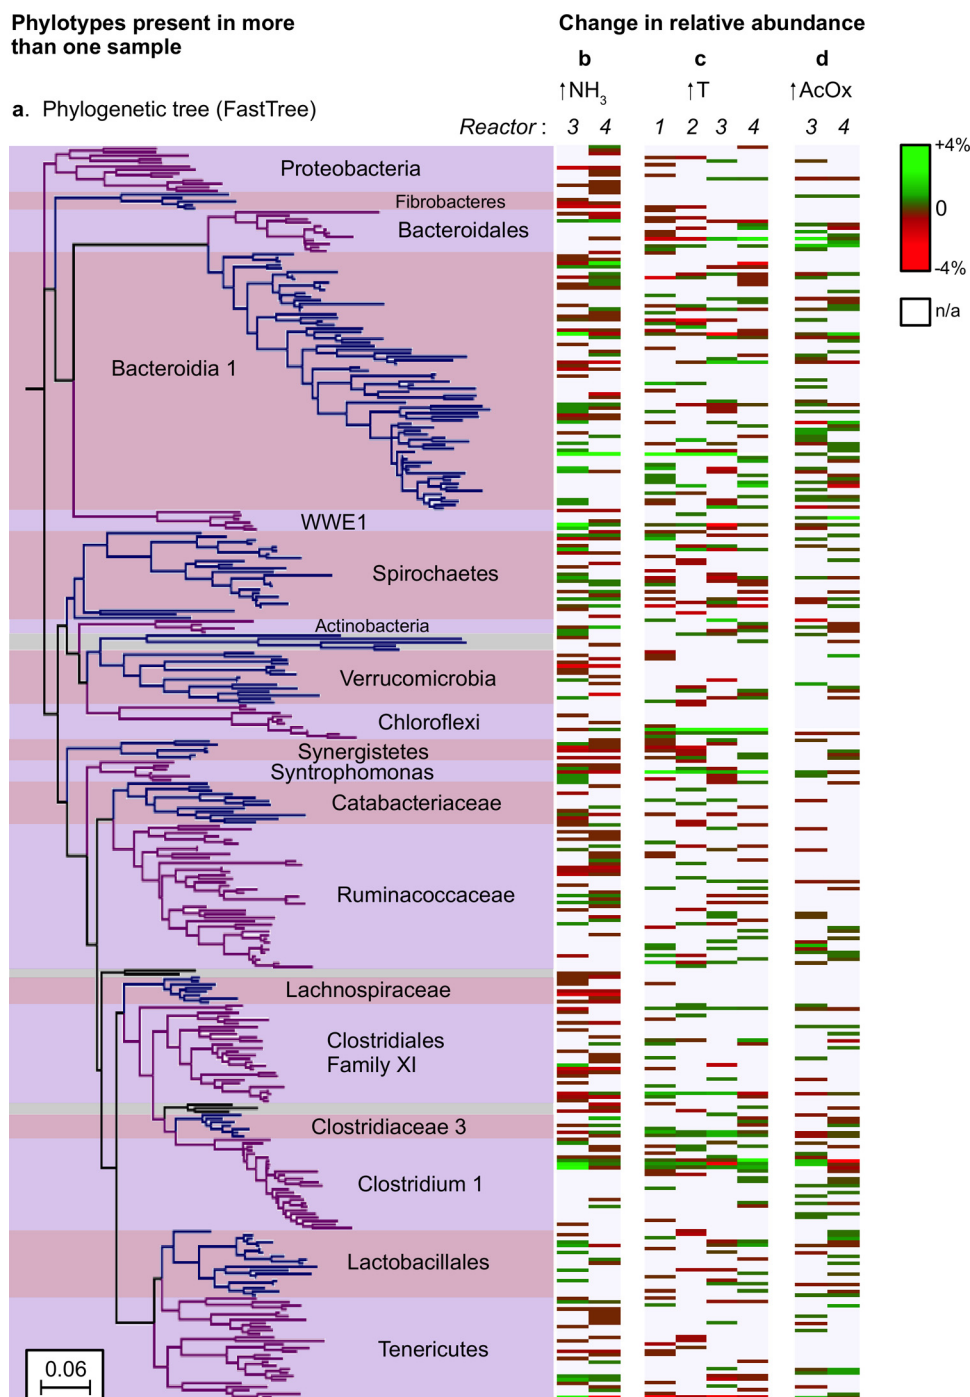 Phylotypes present in more
than one sample
Change in relative abundance
b c d
↑NH₃ ↑T ↑AcOx
a. Phylogenetic tree (FastTree)
Reactor : 3 4 1 2 3 4 3 4
+4%
0
-4%
n/a
Proteobacteria
Fibrobacteres
Bacteroidales
Bacteroidia 1
WWE1
Spirochaetes
Actinobacteria
Verrucomicrobia
Chloroflexi
Synergistetes
Syntrophomonas
Catabacteriaceae
Ruminacoccaceae
Lachnospiraceae
Clostridiales
Family XI
Clostridiaceae 3
Clostridium 1
Lactobacillales
Tenericutes
0.06